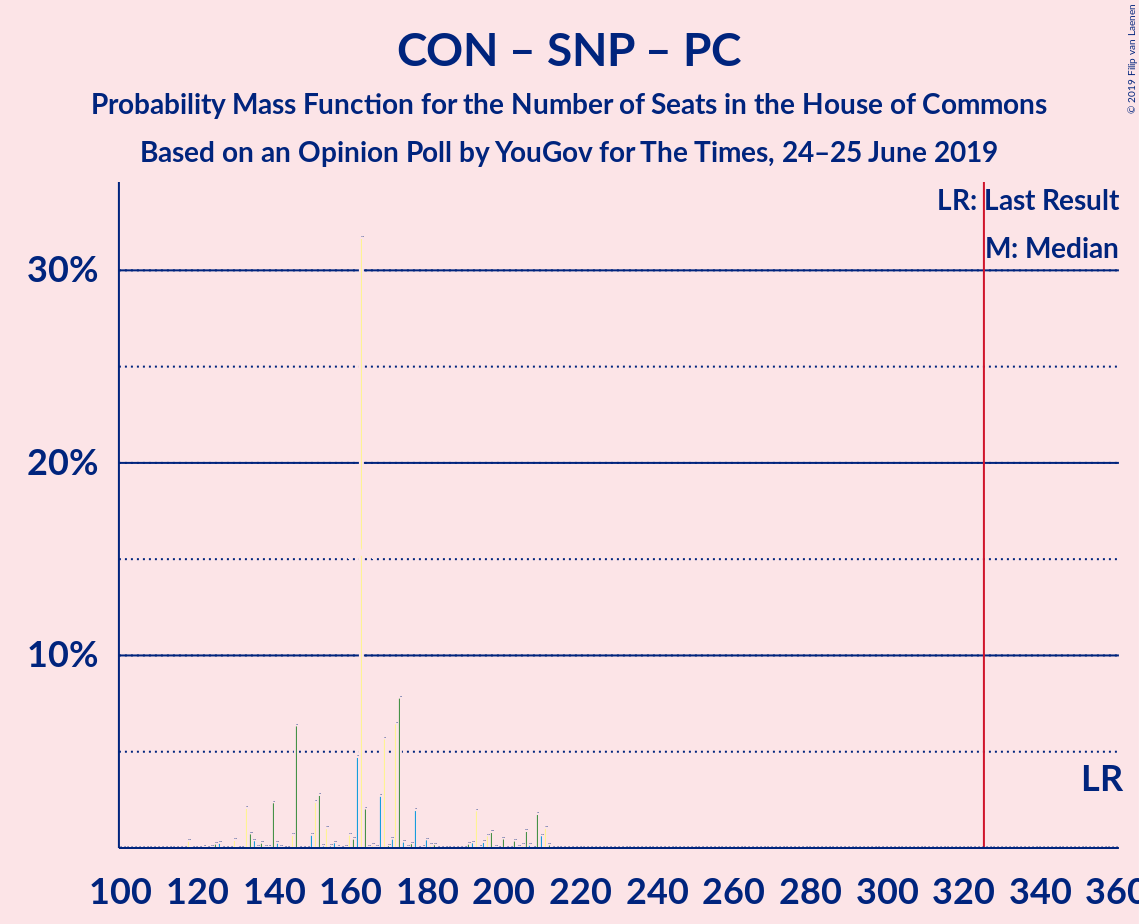 CON – SNP – PC
Probability Mass Function for the Number of Seats in the House of Commons
Based on an Opinion Poll by YouGov for The Times, 24–25 June 2019
© 2019 Filip van Laenen
LR: Last Result
M: Median
30%
20%
10%
LR
100 120 140 160 180 200 220 240 260 280 300 320 340 360